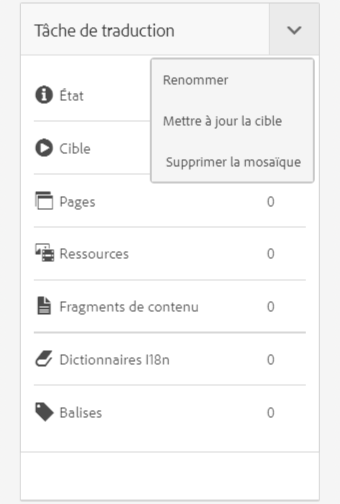 Tâche de traduction
Renommer
État
Mettre à jour la cible
Cible
Supprimer la mosaïque
Pages 0
Ressources 0
Fragments de contenu 0
Dictionnaires I18n 0
Balises 0